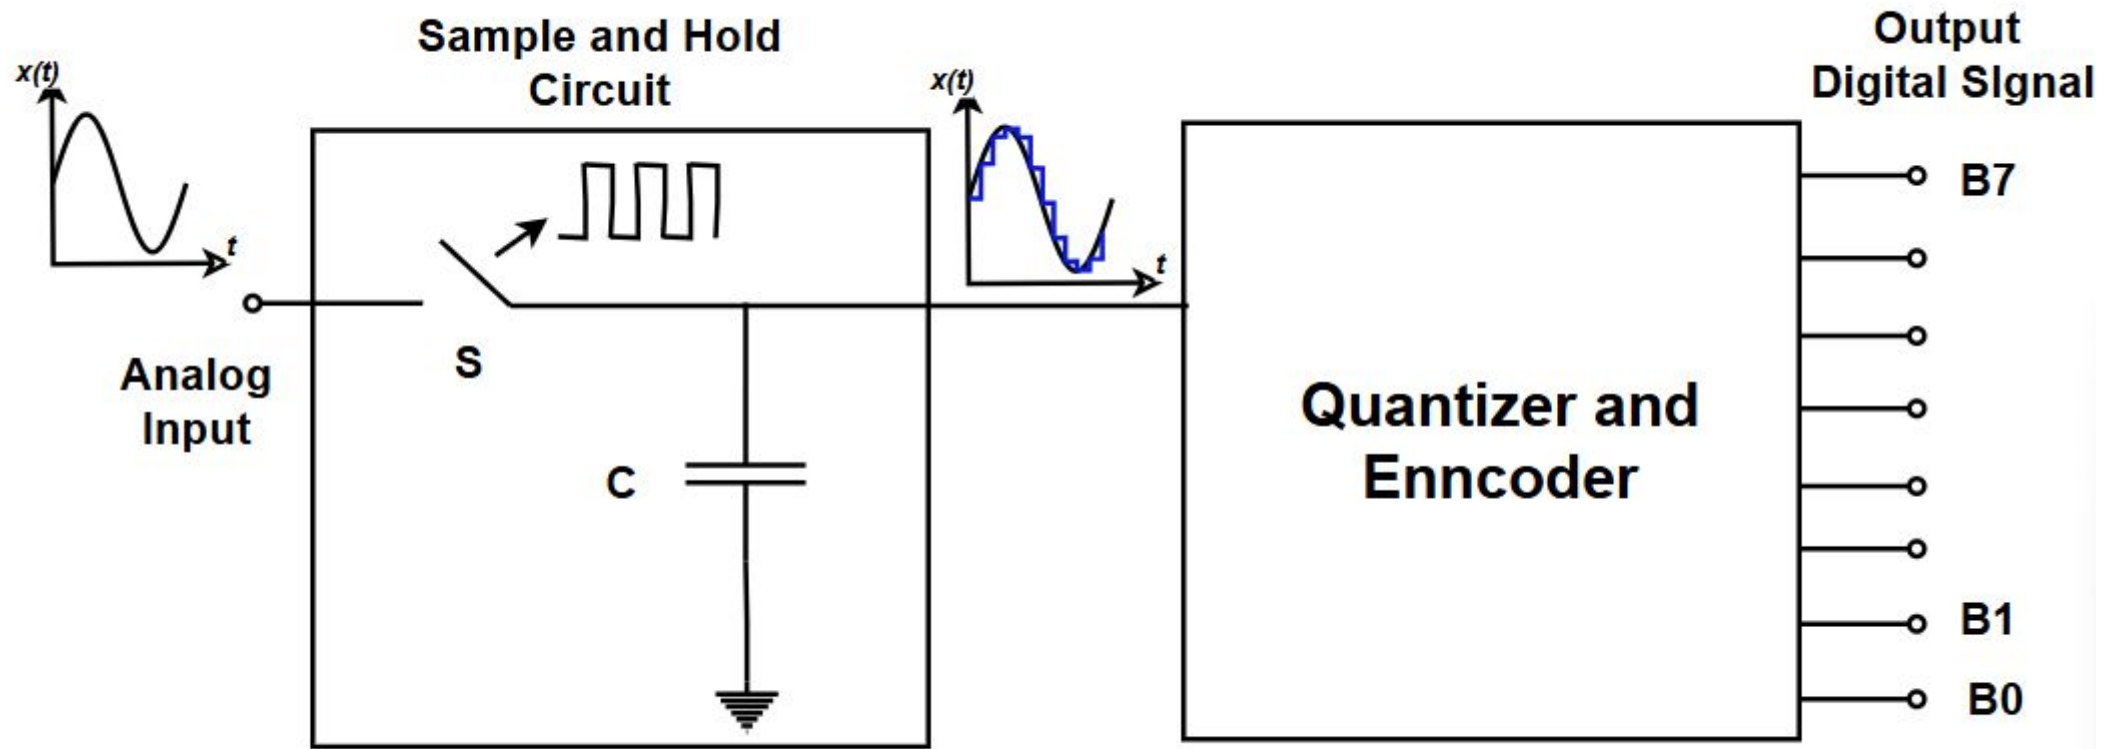 Sample and Hold
Circuit
x(t)
t
Analog
Input
S
C
x(t)
t
Quantizer and
Enncoder
Output
Digital SIgnal
B7
B1
B0